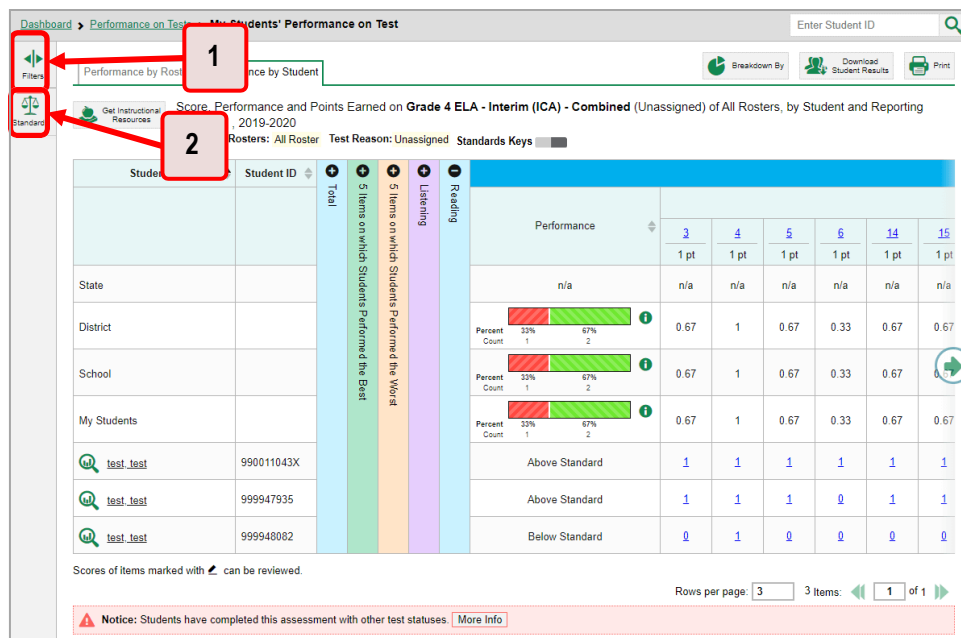 Dashboard > Performance on Tests > My Students' Performance on Test
Enter Student ID
1
Filters
Performance by Rost
nce by Student
Breakdown By
Download
Student Results
Print
Standard
2
Get Instructional
Resources
Score, Performance and Points Earned on Grade 4 ELA - Interim (ICA) - Combined (Unassigned) of All Rosters, by Student and Reporting
, 2019-2020
Rosters: All Roster Test Reason: Unassigned Standards Keys
Studen Student ID Total 5 Items on which Students Performed the Best 5 Items on which Students Performed the Worst Listening Reading
Performance 3 4 5 6 14 15
1 pt 1 pt 1 pt 1 pt 1 pt 1 pt
State n/a n/a n/a n/a n/a n/a n/a
District 0.67 1 0.67 0.33 0.67 0.67
Percent 33% 67%
Count 1 2
School 0.67 1 0.67 0.33 0.67
Percent 33% 67%
Count 1 2
My Students 0.67 1 0.67 0.33 0.67 0.67
Percent 33% 67%
Count 1 2
test, test 990011043X Above Standard 1 1 1 1 1 1
test, test 999947935 Above Standard 1 1 1 0 1 1
test, test 999948082 Below Standard 0 1 0 0 0 0
Scores of items marked with can be reviewed.
Rows per page: 3 3 Items: 1 of 1
Notice: Students have completed this assessment with other test statuses. More Info